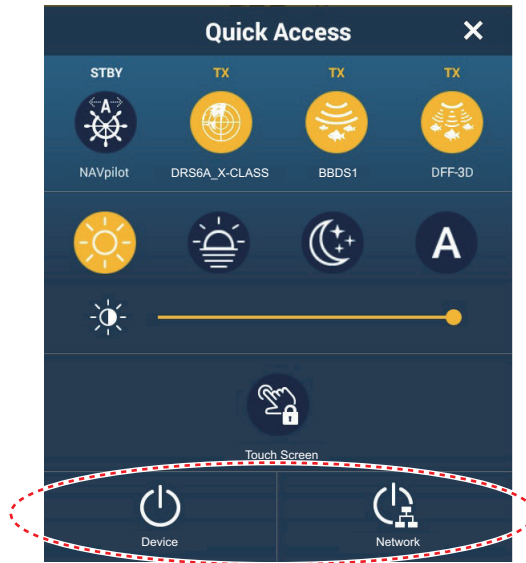 Quick Access
STBY TX TX TX
A
NAVpilot DRS6A_X-CLASS BBDS1 DFF-3D
A
Touch Screen
Device Network